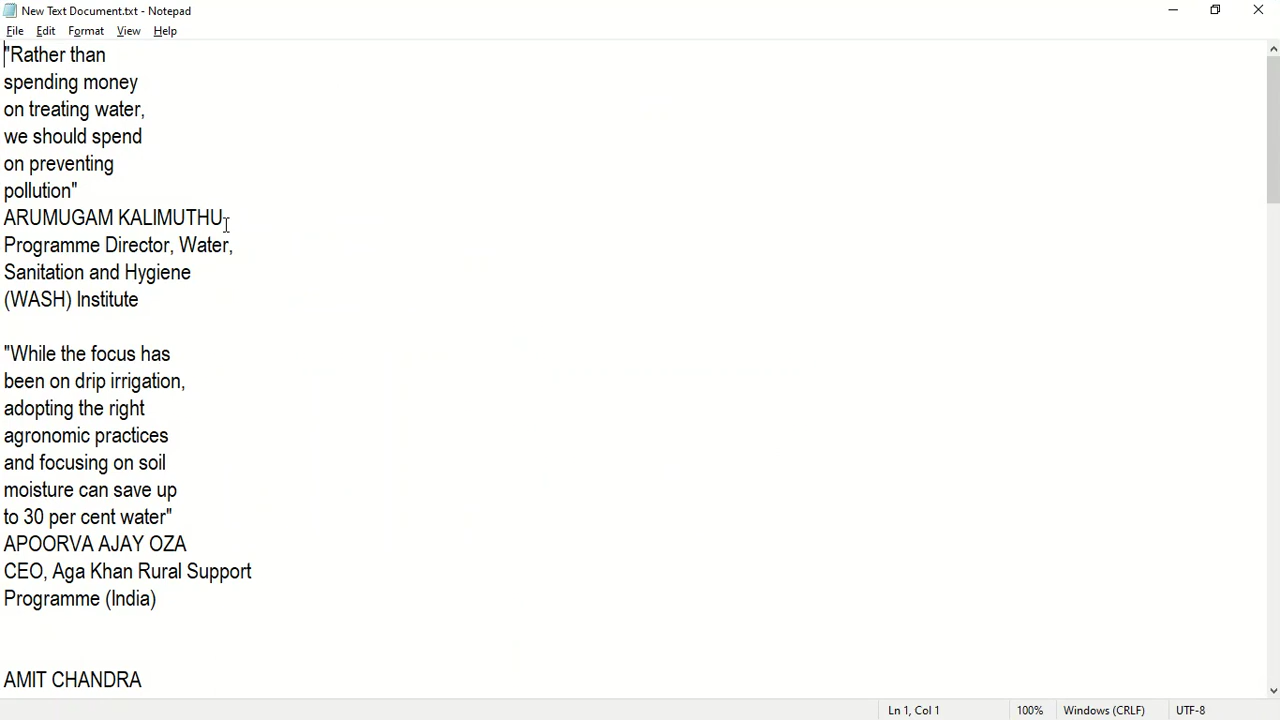 New Text Document.txt - Notepad
File Edit Format View Help
"Rather than
spending money
on treating water,
we should spend
on preventing
pollution"
ARUMUGAM KALIMUTHU
Programme Director, Water,
Sanitation and Hygiene
(WASH) Institute
"While the focus has
been on drip irrigation,
adopting the right
agronomic practices
and focusing on soil
moisture can save up
to 30 per cent water"
APOORVA AJAY OZA
CEO, Aga Khan Rural Support
Programme (India)
AMIT CHANDRA
Ln 1, Col 1 100% Windows (CRLF) UTF-8